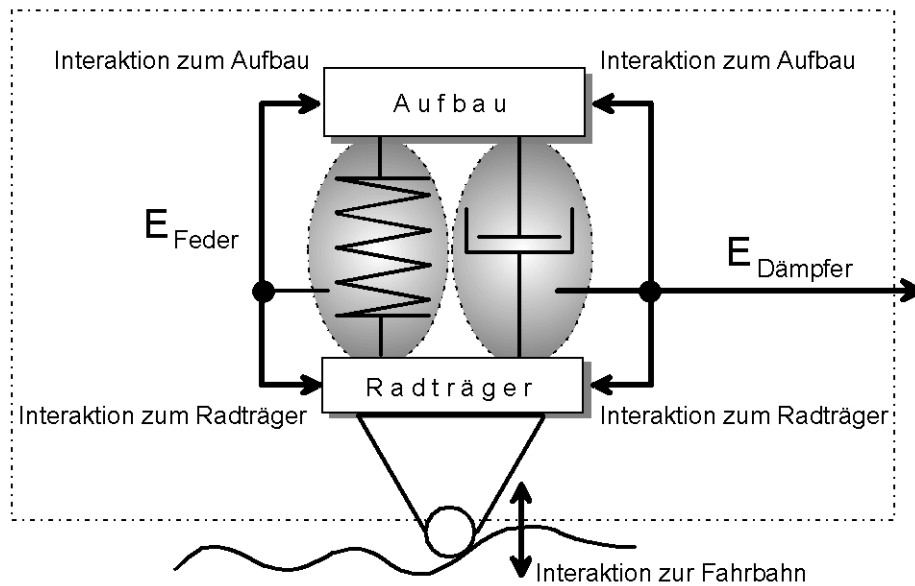 Interaktion zum Aufbau
Interaktion zum Aufbau
Aufbau
E Feder
E Dämpfer
Radträger
Interaktion zum Radträger
Interaktion zum Radträger
Interaktion zur Fahrbahn